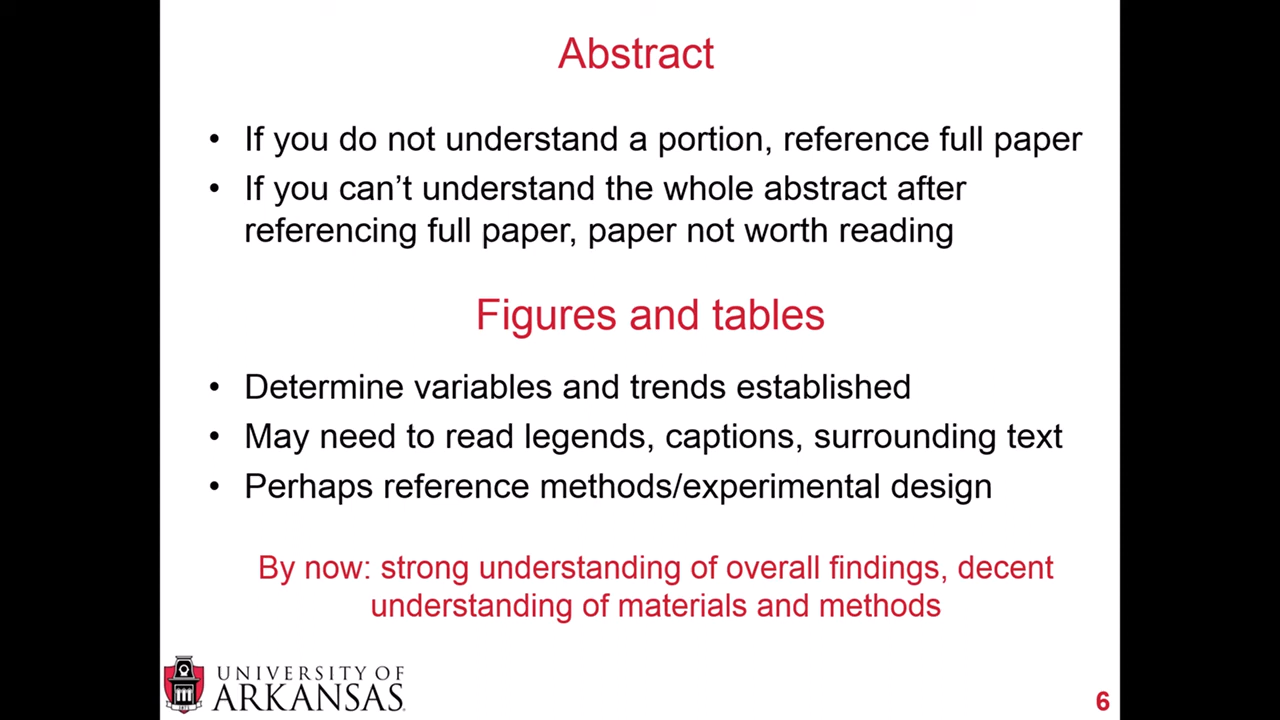 Abstract
• If you do not understand a portion, reference full paper
• If you can’t understand the whole abstract after
referencing full paper, paper not worth reading
Figures and tables
• Determine variables and trends established
• May need to read legends, captions, surrounding text
• Perhaps reference methods/experimental design
By now: strong understanding of overall findings, decent
understanding of materials and methods
UNIVERSITY OF
ARKANSAS
6